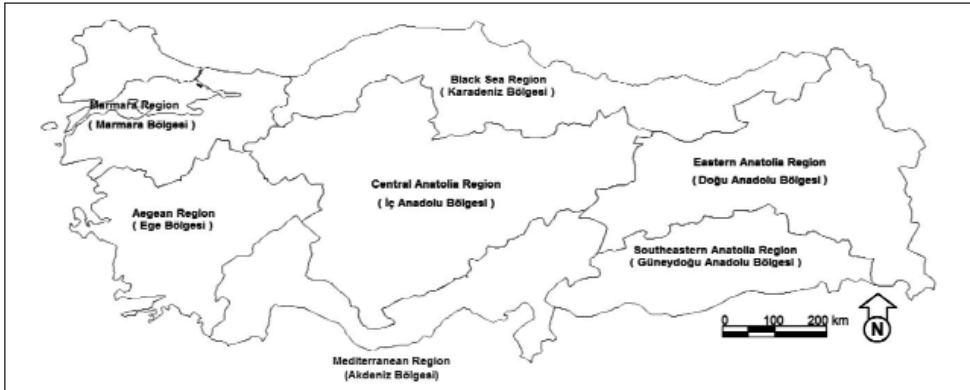 Black Sea Region
( Karadeniz Bölgesi )
Marmara Region
( Marmara Bölgesi )
Eastern Anatolia Region
( Doğu Anadolu Bölgesi )
Central Anatolia Region
( İç Anadolu Bölgesi )
Aegean Region
( Ege Bölgesi )
Southeastern Anatolia Region
( Güneydoğu Anadolu Bölgesi )
0 100 200 km
N
Mediterranean Region
(Akdeniz Bölgesi)